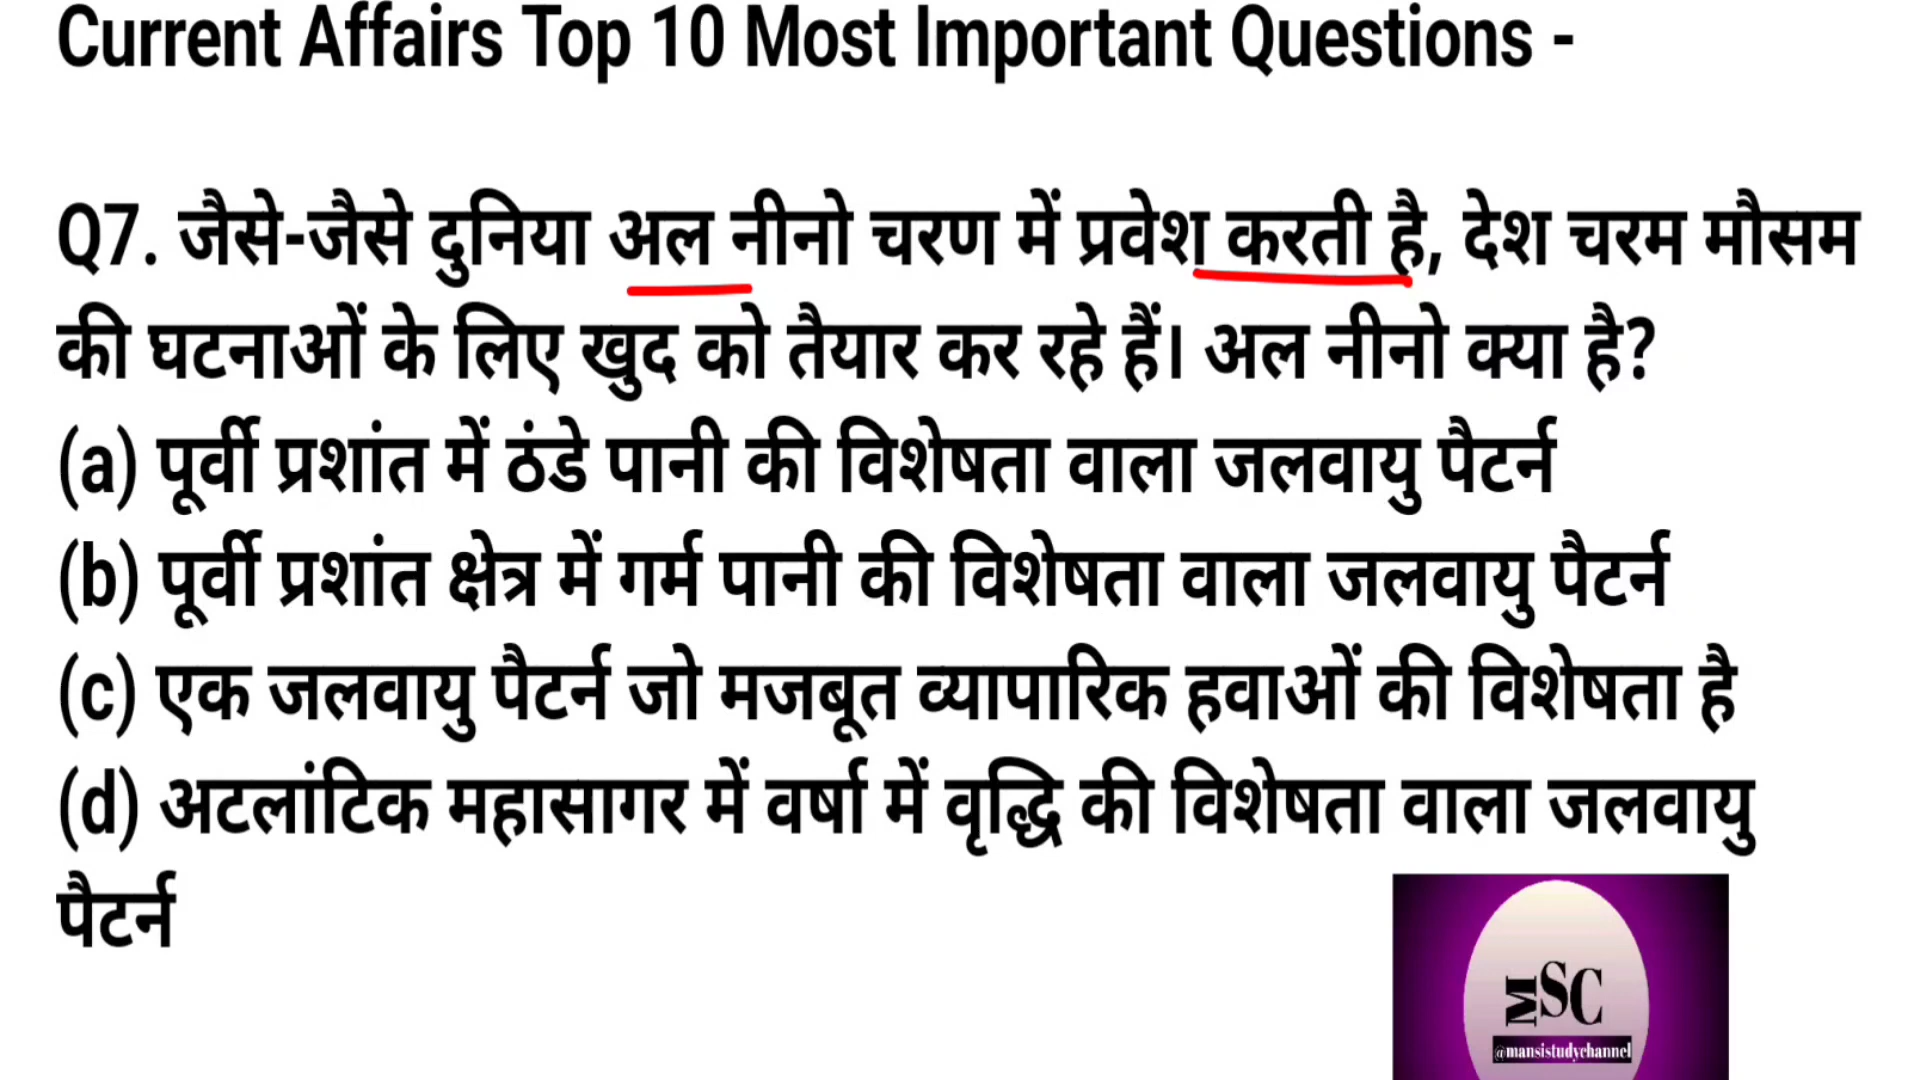 Current Affairs Top 10 Most Important Questions -
Q7. जैसे-जैसे दुनिया अल नीनो चरण में प्रवेश करती है, देश चरम मौसम
की घटनाओं के लिए खुद को तैयार कर रहे हैं। अल नीनो क्या है?
(a) पूर्वी प्रशांत में ठंडे पानी की विशेषता वाला जलवायु पैटर्न
(b) पूर्वी प्रशांत क्षेत्र में गर्म पानी की विशेषता वाला जलवायु पैटर्न
(c) एक जलवायु पैटर्न जो मजबूत व्यापारिक हवाओं की विशेषता है
(d) अटलांटिक महासागर में वर्षा में वृद्धि की विशेषता वाला जलवायु
पैटर्न
MSC
@mansistudychannel